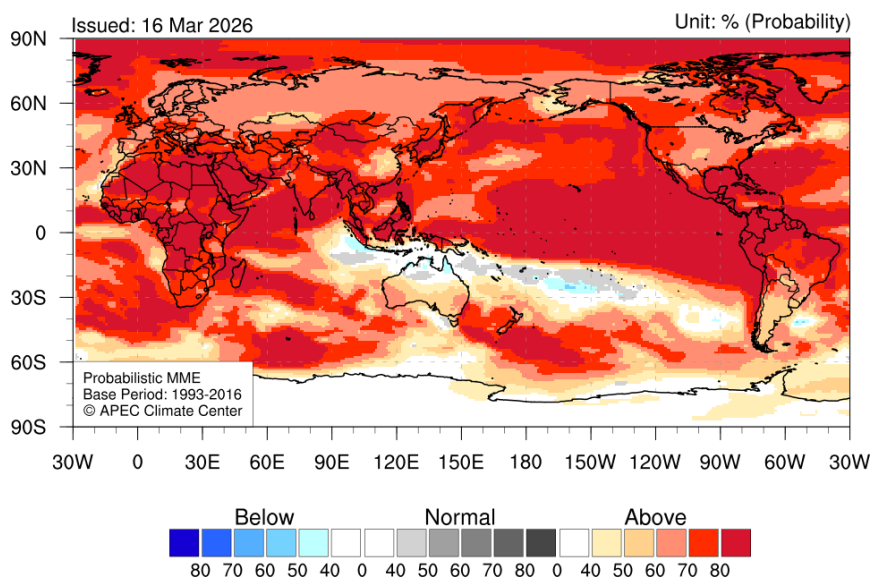 Issued: 16 Mar 2026
Unit: % (Probability)
90N
60N
30N
0
30S
60S
90S
Probabilistic MME
Base Period: 1993-2016
© APEC Climate Center
30W 0 30E 60E 90E 120E 150E 180 150W 120W 90W 60W 30W
Below Normal Above
80 70 60 50 40 0 40 50 60 70 80 0 40 50 60 70 80